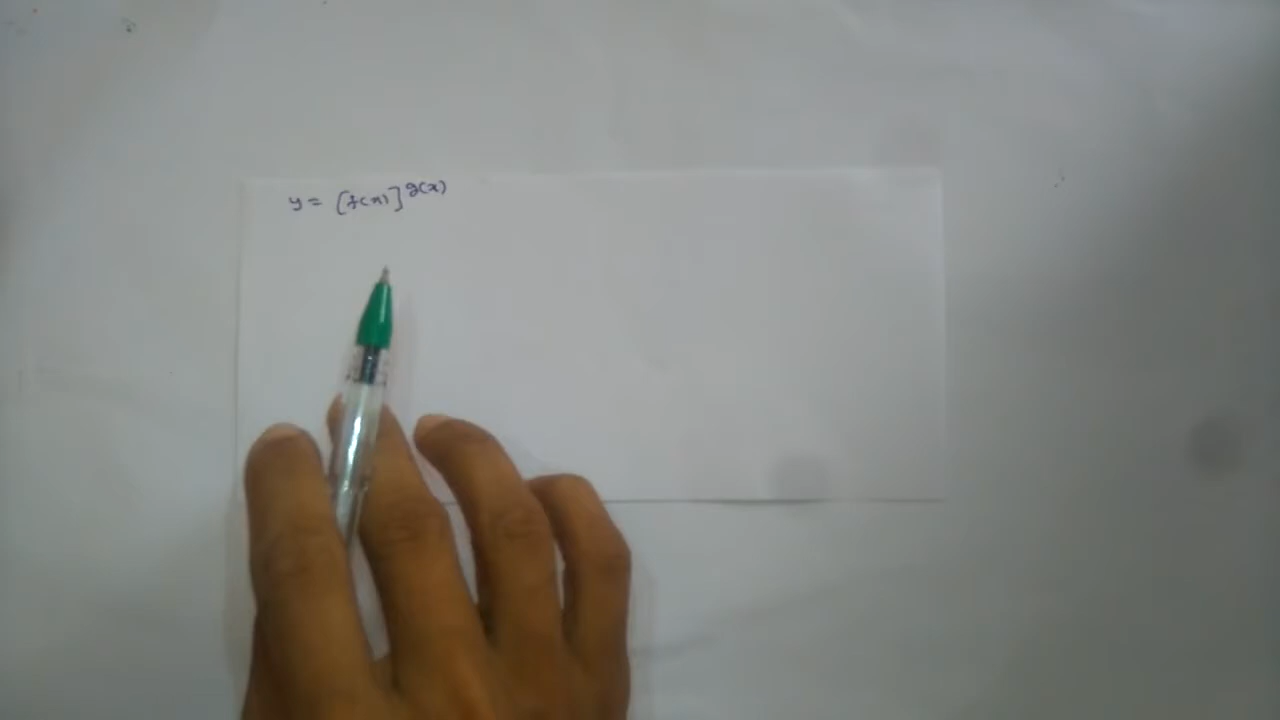 y = [f(x)]^g(x)